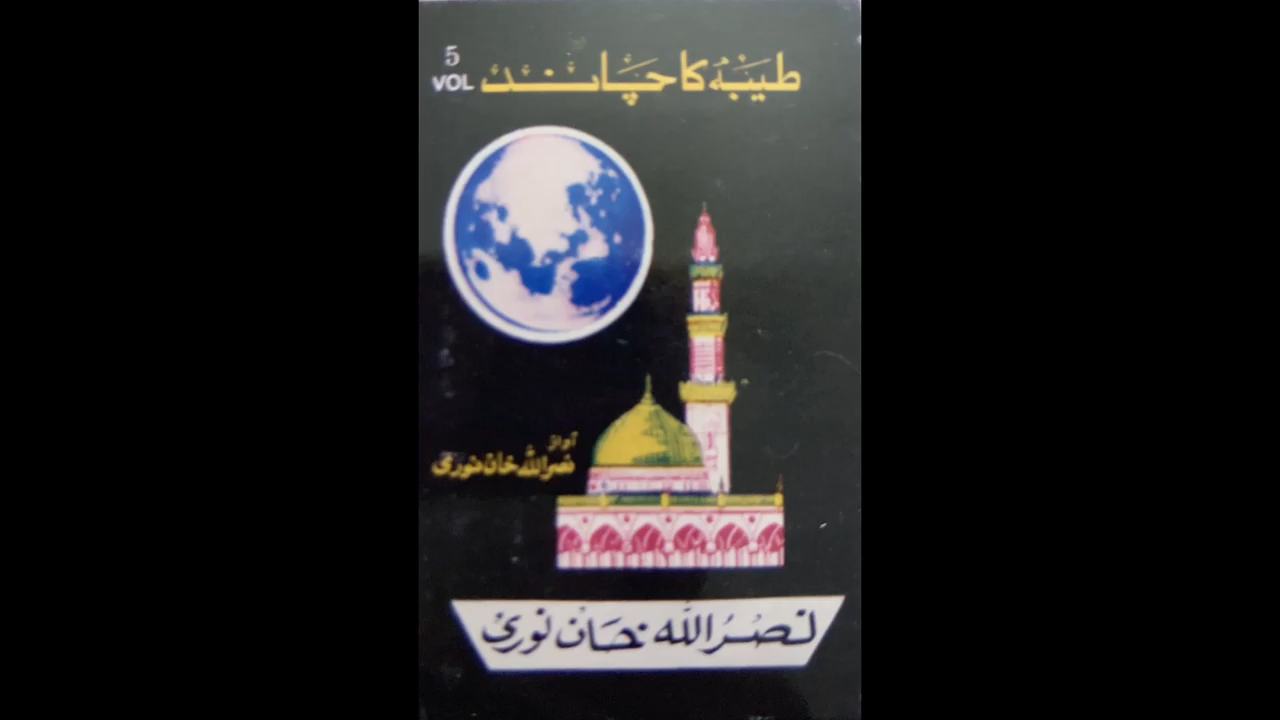 طیبہ کا چاند
5
VOL
آواز
نصر اللہ خان نوری
نصر اللہ خان نوری